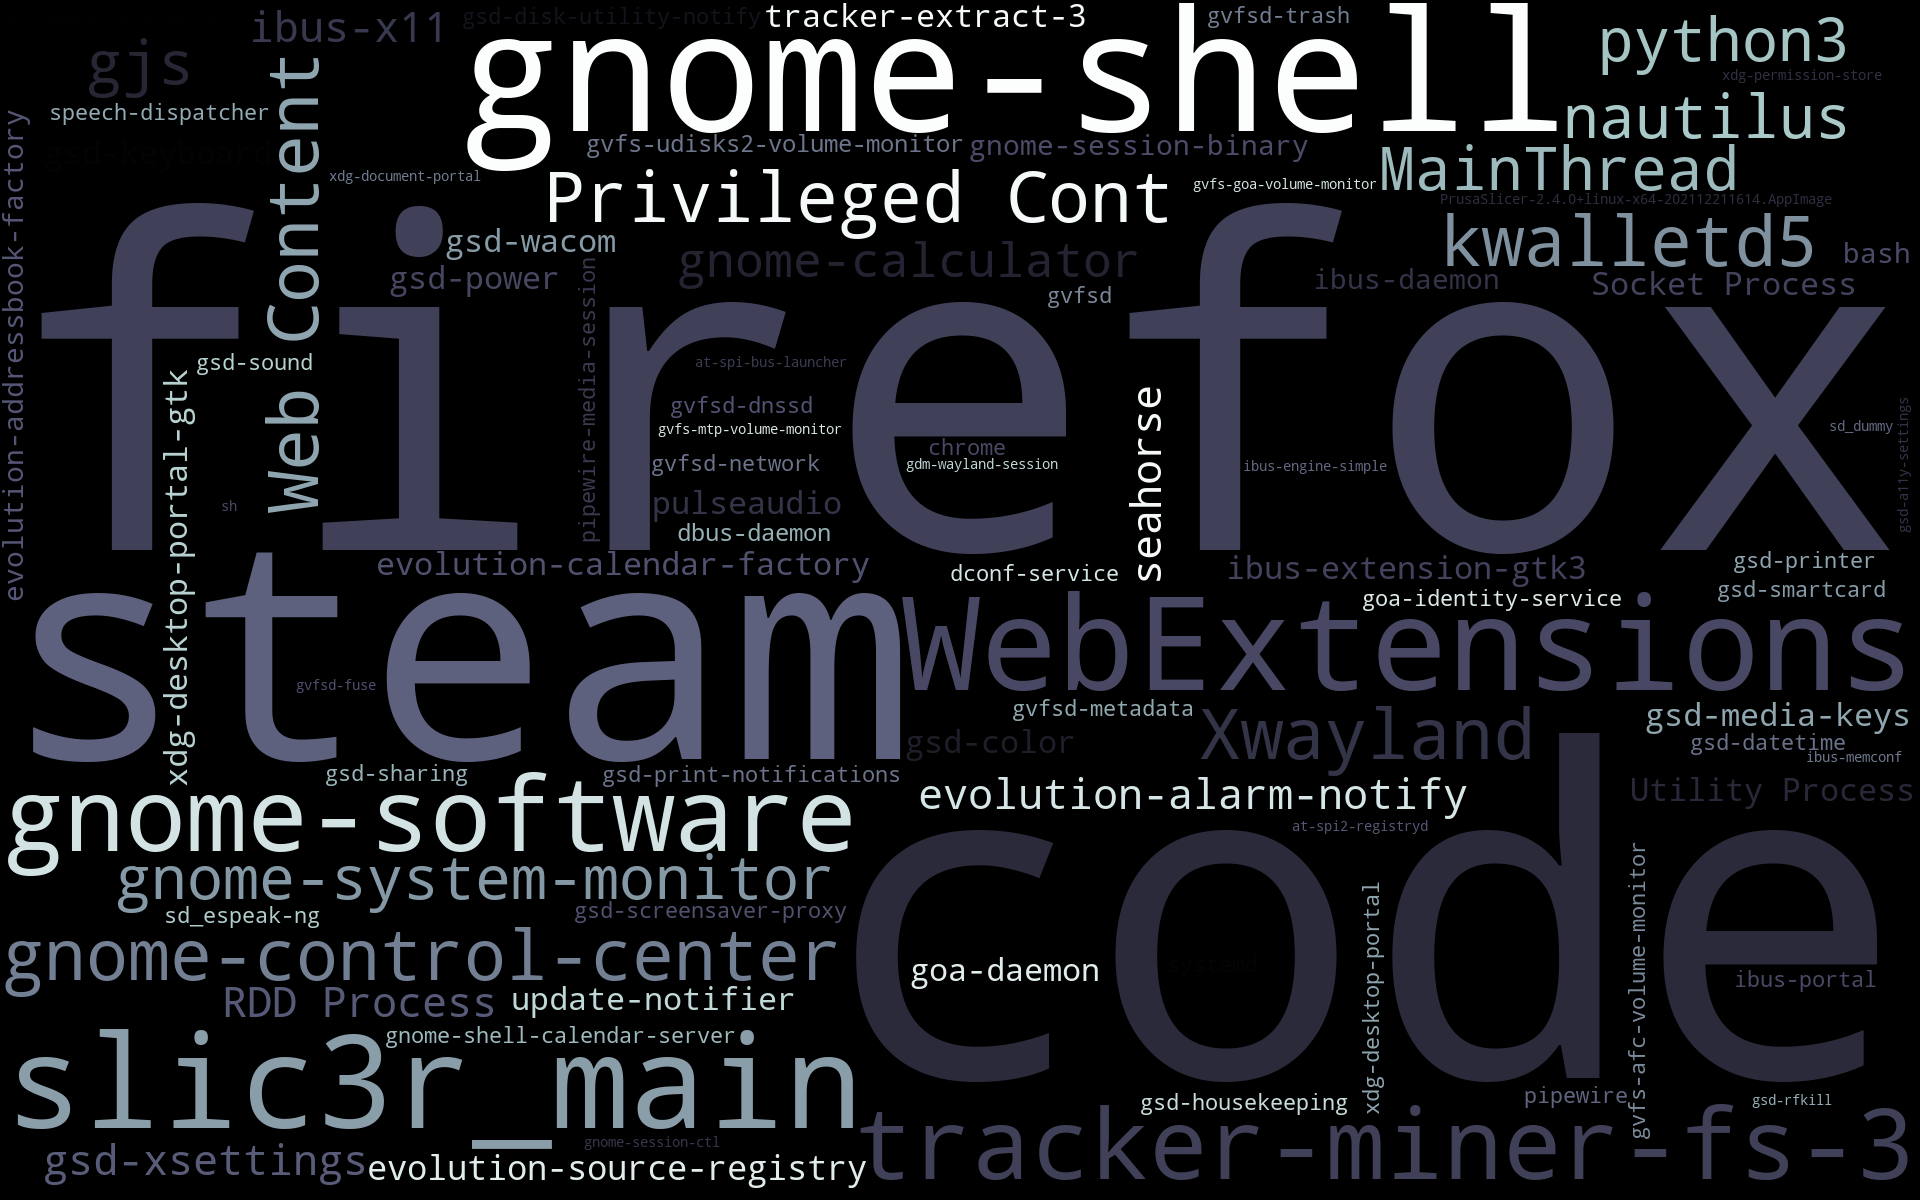 ibus-x11
gsd-disk-utility-notify
tracker-extract-3
gvfsd-trash
gnome-shell
python3
gjs
xdg-permission-store
speech-dispatcher
nautilus
gsd-keyboard
gvfs-udisks2-volume-monitor
gnome-session-binary
MainThread
xdg-document-portal
Privileged Cont
gvfs-goa-volume-monitor
PrusaSlicer-2.4.0+linux-x64-202112211614.AppImage
evolution-addressbook-factory
Web Content
gsd-wacom
kwalletd5
bash
gsd-power
gnome-calculator
ibus-daemon
Socket Process
gvfsd
firefox
pipewire-media-session
gsd-sound
at-spi-bus-launcher
xdg-desktop-portal-gtk
gvfsd-dnssd
gvfs-mtp-volume-monitor
chrome
gvfsd-network
gdm-wayland-session
ibus-engine-simple
sd_dummy
gsd-a11y-settings
seahorse
sh
pulseaudio
dbus-daemon
evolution-calendar-factory
dconf-service
ibus-extension-gtk3
gsd-printer
gsd-smartcard
goa-identity-service
steam
WebExtensions
gvfsd-fuse
gvfsd-metadata
gsd-color
Xwayland
gsd-media-keys
gsd-datetime
ibus-memconf
gsd-sharing
gsd-print-notifications
gnome-software
evolution-alarm-notify
Utility Process
at-spi2-registryd
gnome-system-monitor
code
sd_espeak-ng
gsd-screensaver-proxy
gnome-control-center
goa-daemon
systemd
xdg-desktop-portal
gvfs-afc-volume-monitor
ibus-portal
RDD Process
update-notifier
gnome-shell-calendar-server
slic3r_main
gsd-housekeeping
pipewire
gsd-rfkill
tracker-miner-fs-3
gnome-session-ctl
gsd-xsettings
evolution-source-registry